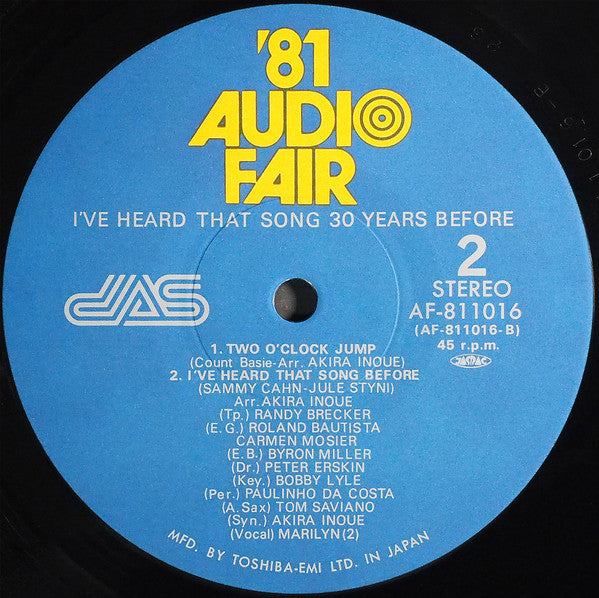 '81
AUDIO
FAIR
I'VE HEARD THAT SONG 30 YEARS BEFORE
JAS
2
STEREO
AF-811016
(AF-811016-B)
45 r.p.m.
JASRAC
1. TWO O'CLOCK JUMP
(Count Basie-Arr. AKIRA INOUE)
2. I'VE HEARD THAT SONG BEFORE
(SAMMY CAHN-JULE STYNI)
Arr. AKIRA INOUE
(Tp.) RANDY BRECKER
(E.G.) ROLAND BAUTISTA
CARMEN MOSIER
(E.B.) BYRON MILLER
(Dr.) PETER ERSKIN
(Key.) BOBBY LYLE
(Per.) PAULINHO DA COSTA
(A. Sax) TOM SAVIANO
(Syn.) AKIRA INOUE
(Vocal) MARILYN(2)
MFD. BY TOSHIBA-EMI LTD. IN JAPAN